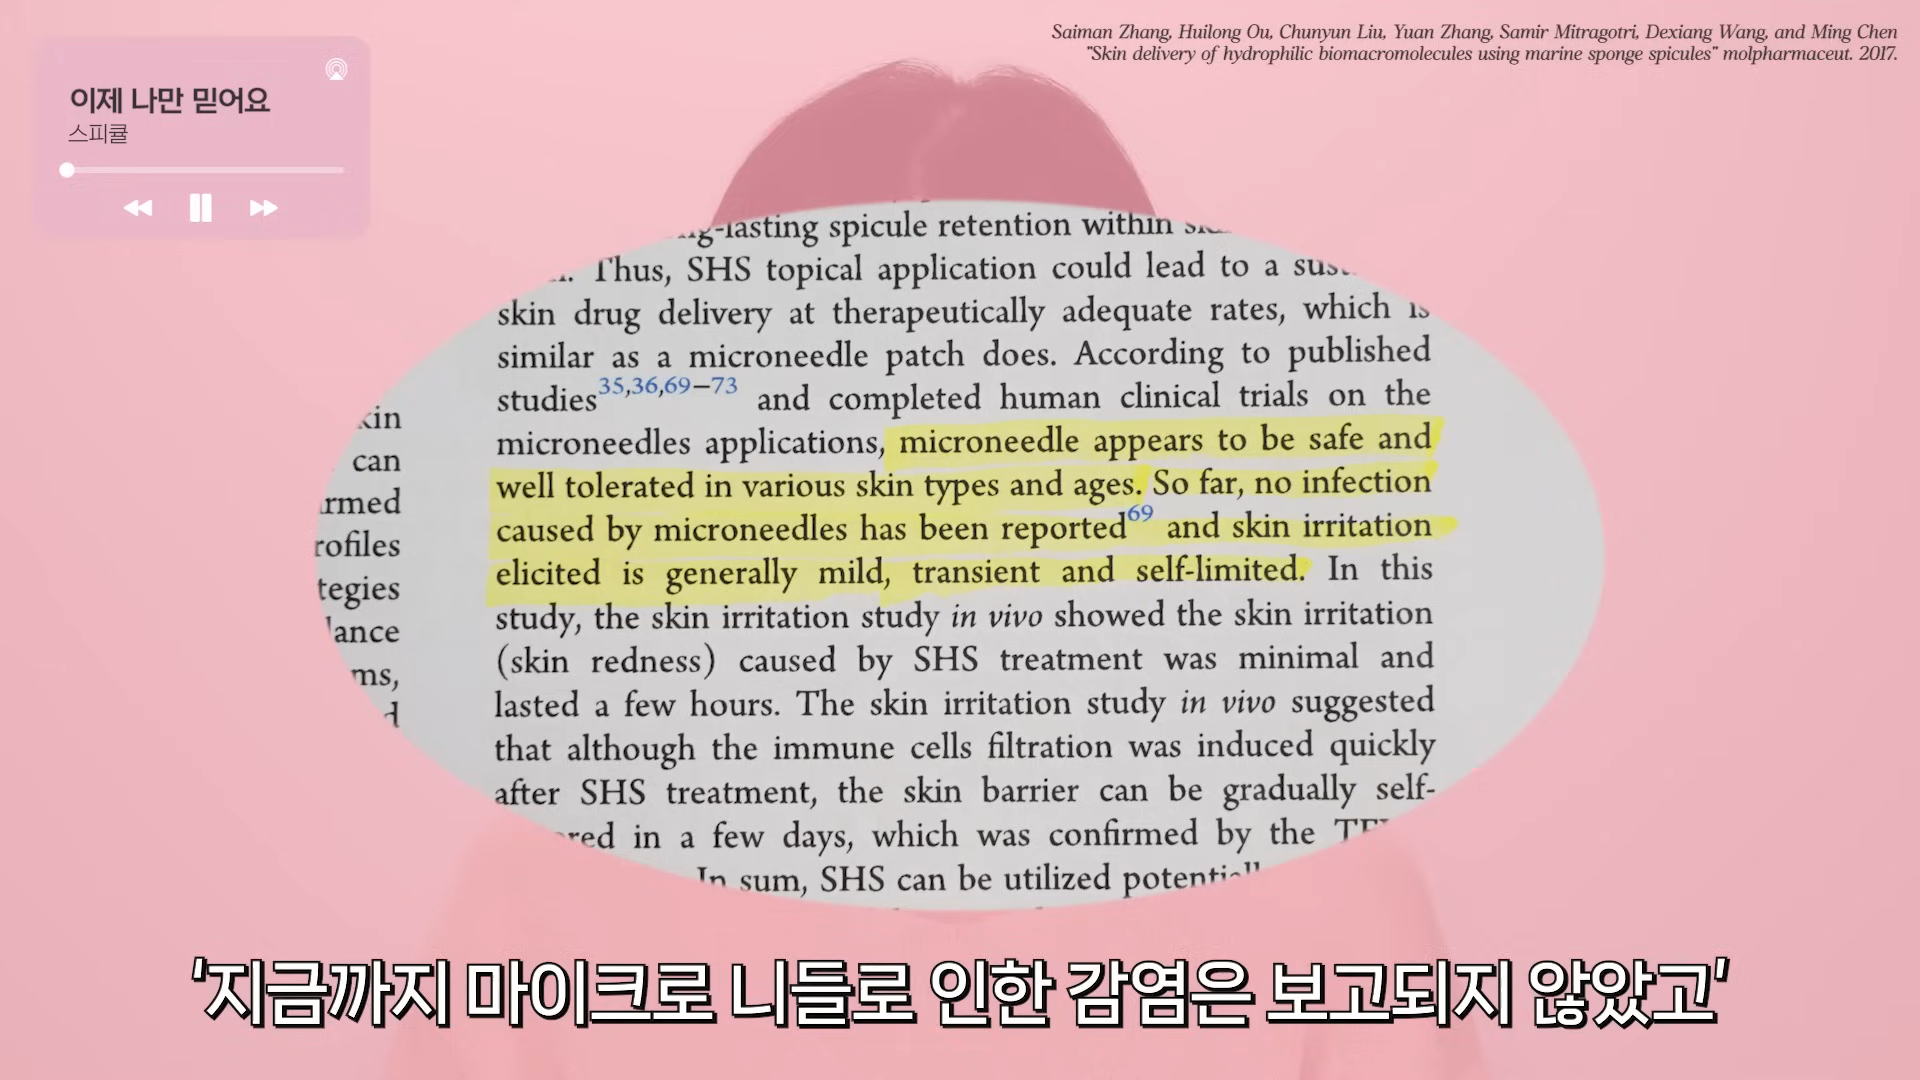 Saiman Zhang, Huilong Ou, Chunyun Liu, Yuan Zhang, Samir Mitragotri, Dexiang Wang, and Ming Chen
"Skin delivery of hydrophilic biomacromolecules using marine sponge spicules" molpharmaceut. 2017.
이제 나만 믿어요
스피큘
kin
can
rmed
rofiles
tegies
lance
ms,
d
-lasting spicule retention within
Thus, SHS topical application could lead to a
skin drug delivery at therapeutically adequate rates, which is
similar as a microneedle patch does. According to published
studies35,36,69–73 and completed human clinical trials on the
microneedles applications, microneedle appears to be safe and
well tolerated in various skin types and ages. So far, no infection
caused by microneedles has been reported69 and skin irritation
elicited is generally mild, transient and self-limited. In this
study, the skin irritation study in vivo showed the skin irritation
(skin redness) caused by SHS treatment was minimal and
lasted a few hours. The skin irritation study in vivo suggested
that although the immune cells filtration was induced quickly
after SHS treatment, the skin barrier can be gradually self-
red in a few days, which was confirmed by the
In sum, SHS can be utilized
'지금까지 마이크로 니들로 인한 감염은 보고되지 않았고'